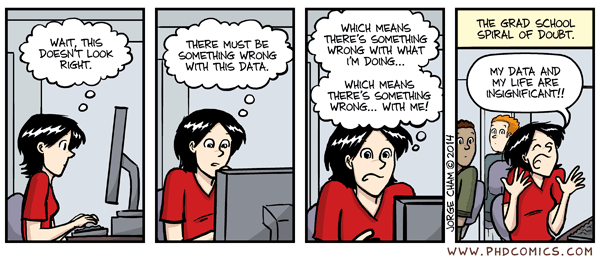 WAIT, THIS
DOESN'T LOOK
RIGHT.
THERE MUST BE
SOMETHING WRONG
WITH THIS DATA.
WHICH MEANS
THERE'S SOMETHING
WRONG WITH WHAT
I'M DOING...
WHICH MEANS
THERE'S SOMETHING
WRONG... WITH ME!
JORGE CHAM © 2014
THE GRAD SCHOOL
SPIRAL OF DOUBT.
MY DATA AND
MY LIFE ARE
INSIGNIFICANT!!
WWW.PHDCOMICS.COM